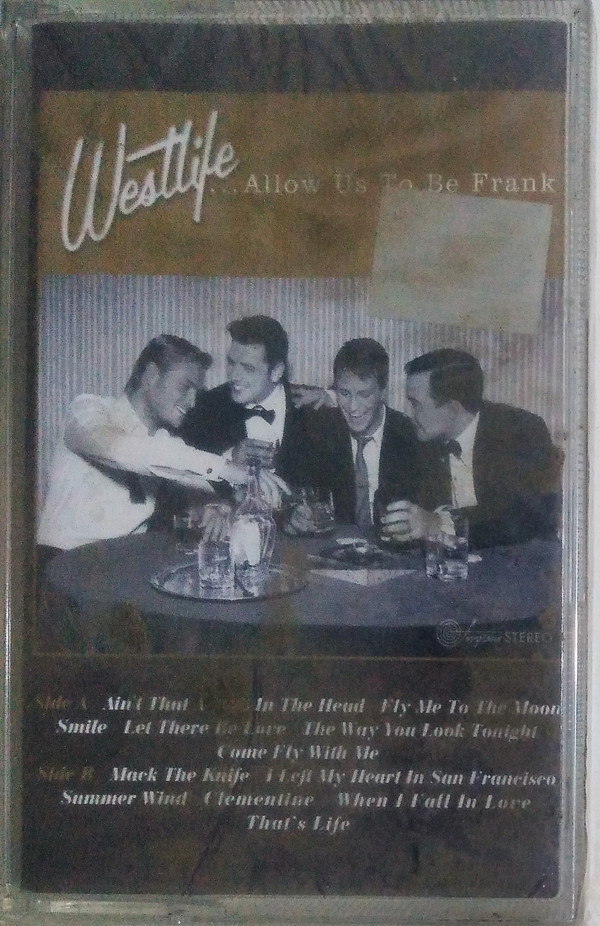 Westlife
...Allow Us To Be Frank
STEREO
Side A Ain't That A In The Head Fly Me To The Moon
Smile Let There Be Love The Way You Look Tonight
Come Fly With Me
Side B Mack The Knife I Left My Heart In San Francisco
Summer Wind Clementine When I Fall In Love
That's Life